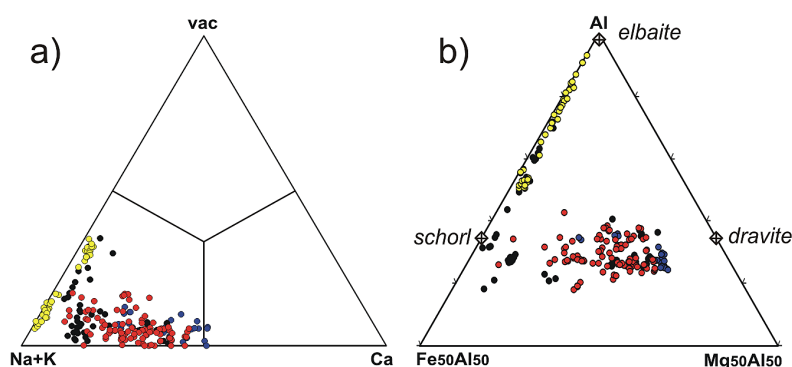 a)
vac
Na+K
Ca
b)
Al
elbaite
schorl
dravite
Fe50Al50
Mg50Al50